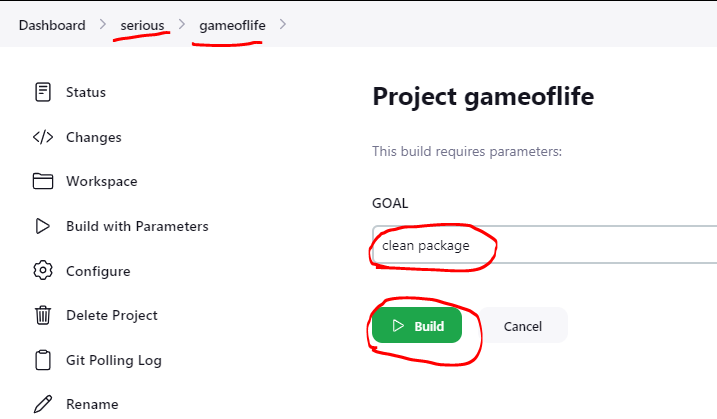 Dashboard > serious > gameoflife >
Status
Changes
Workspace
Build with Parameters
Configure
Delete Project
Git Polling Log
Rename
Project gameoflife
This build requires parameters:
GOAL
clean package
Build
Cancel